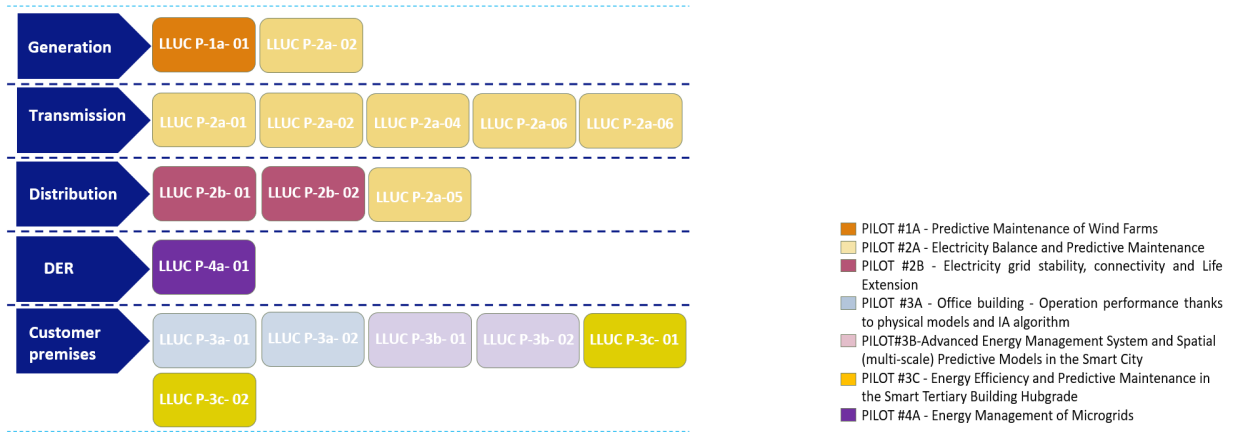 Generation
LLUC P-1a- 01
LLUC P-2a- 02
Transmission
LLUC P-2a-01
LLUC P-2a-02
LLUC P-2a-04
LLUC P-2a-06
LLUC P-2a-06
Distribution
LLUC P-2b- 01
LLUC P-2b- 02
LLUC P-2a-05
DER
LLUC P-4a- 01
Customer
premises
LLUC P-3a- 01
LLUC P-3a- 02
LLUC P-3b- 01
LLUC P-3b- 02
LLUC P-3c- 01
LLUC P-3c- 02
PILOT #1A - Predictive Maintenance of Wind Farms
PILOT #2A - Electricity Balance and Predictive Maintenance
PILOT #2B - Electricity grid stability, connectivity and Life
Extension
PILOT #3A - Office building - Operation performance thanks
to physical models and IA algorithm
PILOT#3B-Advanced Energy Management System and Spatial
(multi-scale) Predictive Models in the Smart City
PILOT #3C - Energy Efficiency and Predictive Maintenance in
the Smart Tertiary Building Hubgrade
PILOT #4A - Energy Management of Microgrids